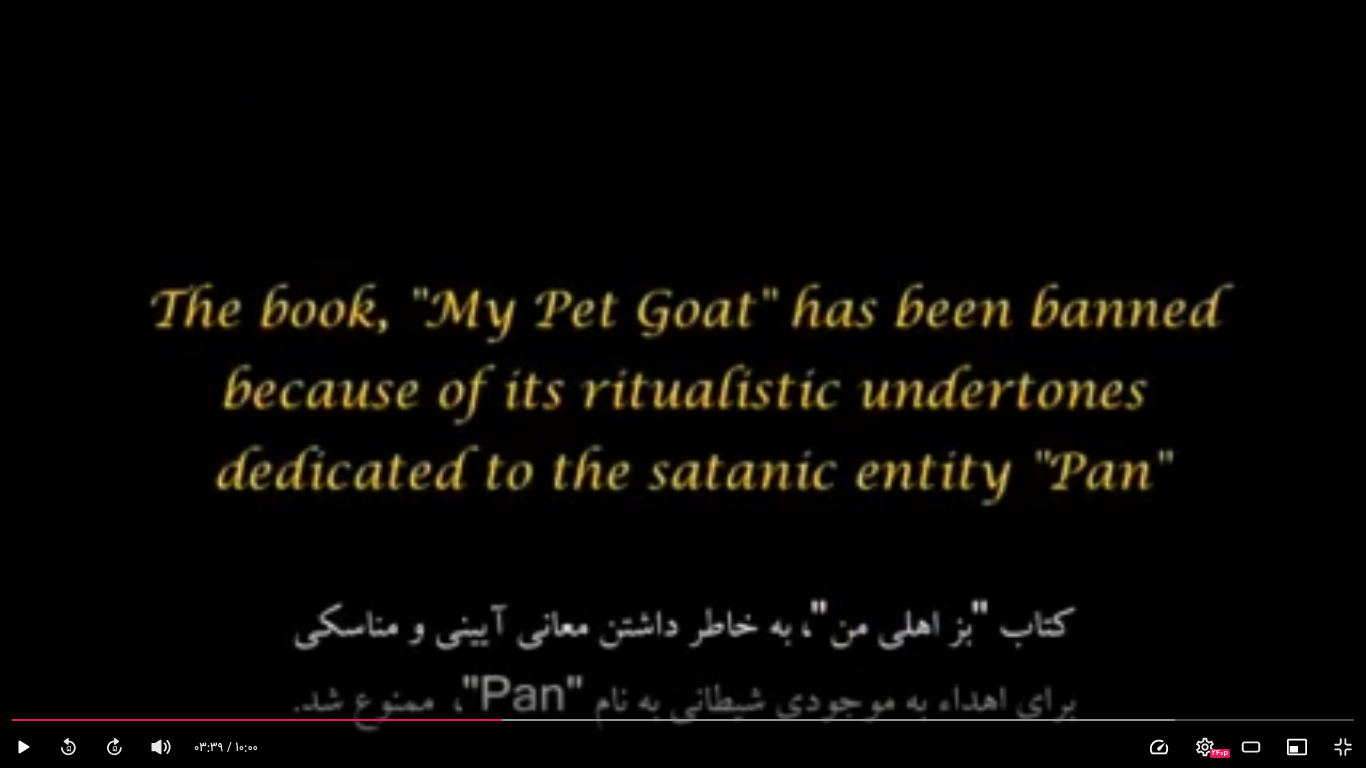 The book, "My Pet Goat" has been banned
because of its ritualistic undertones
dedicated to the satanic entity "Pan"
کتاب "بز اهلی من"، به خاطر داشتن معانی آیینی و مناسکی
برای اهداء به موجودی شیطانی به نام "Pan"، ممنوع شد.
۰۳:۳۹ / ۱۰:۰۰
۲۴۰p